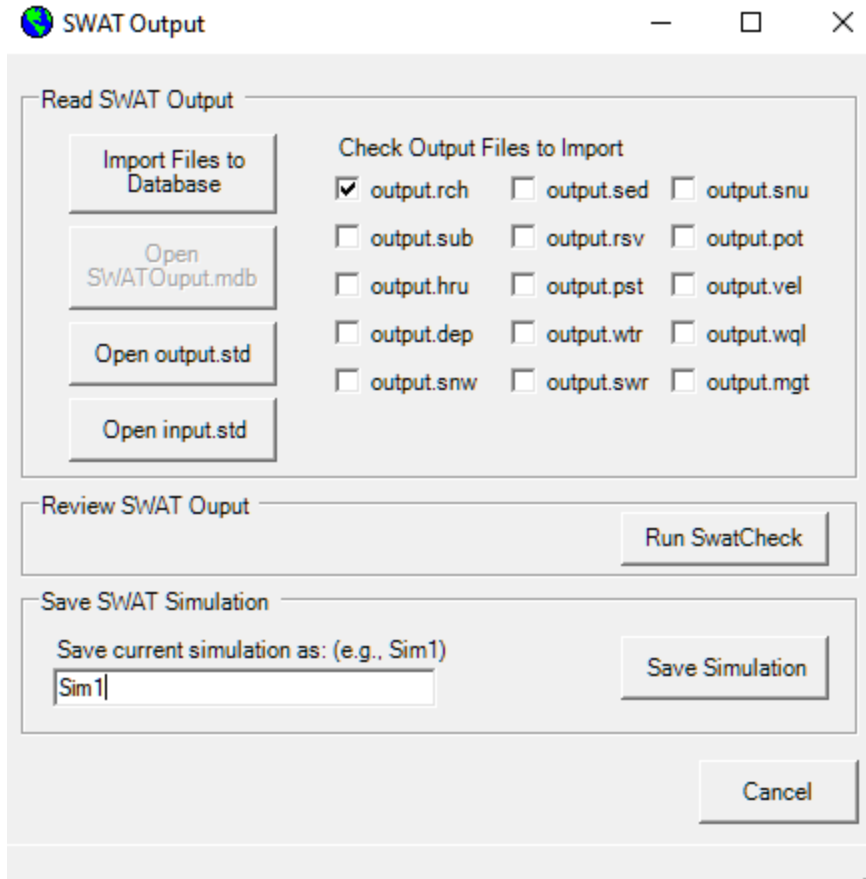 SWAT Output
Read SWAT Output
Import Files to
Database
Open
SWATOuput.mdb
Open output.std
Open input.std
Check Output Files to Import
output.rch output.sed output.snu
output.sub output.rsv output.pot
output.hru output.pst output.vel
output.dep output.wtr output.wql
output.snw output.swr output.mgt
Review SWAT Ouput
Run SwatCheck
Save SWAT Simulation
Save current simulation as: (e.g., Sim1)
Sim1
Save Simulation
Cancel